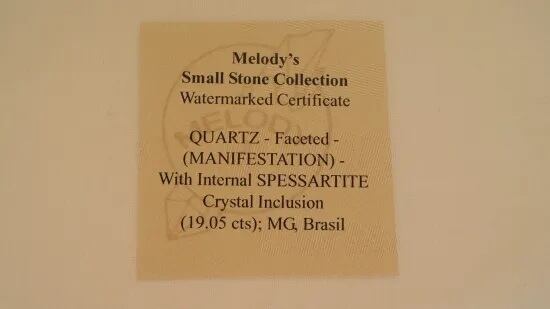 Melody's
Small Stone Collection
Watermarked Certificate
QUARTZ - Faceted -
(MANIFESTATION) -
With Internal SPESSARTITE
Crystal Inclusion
(19.05 cts); MG, Brasil
MELODY